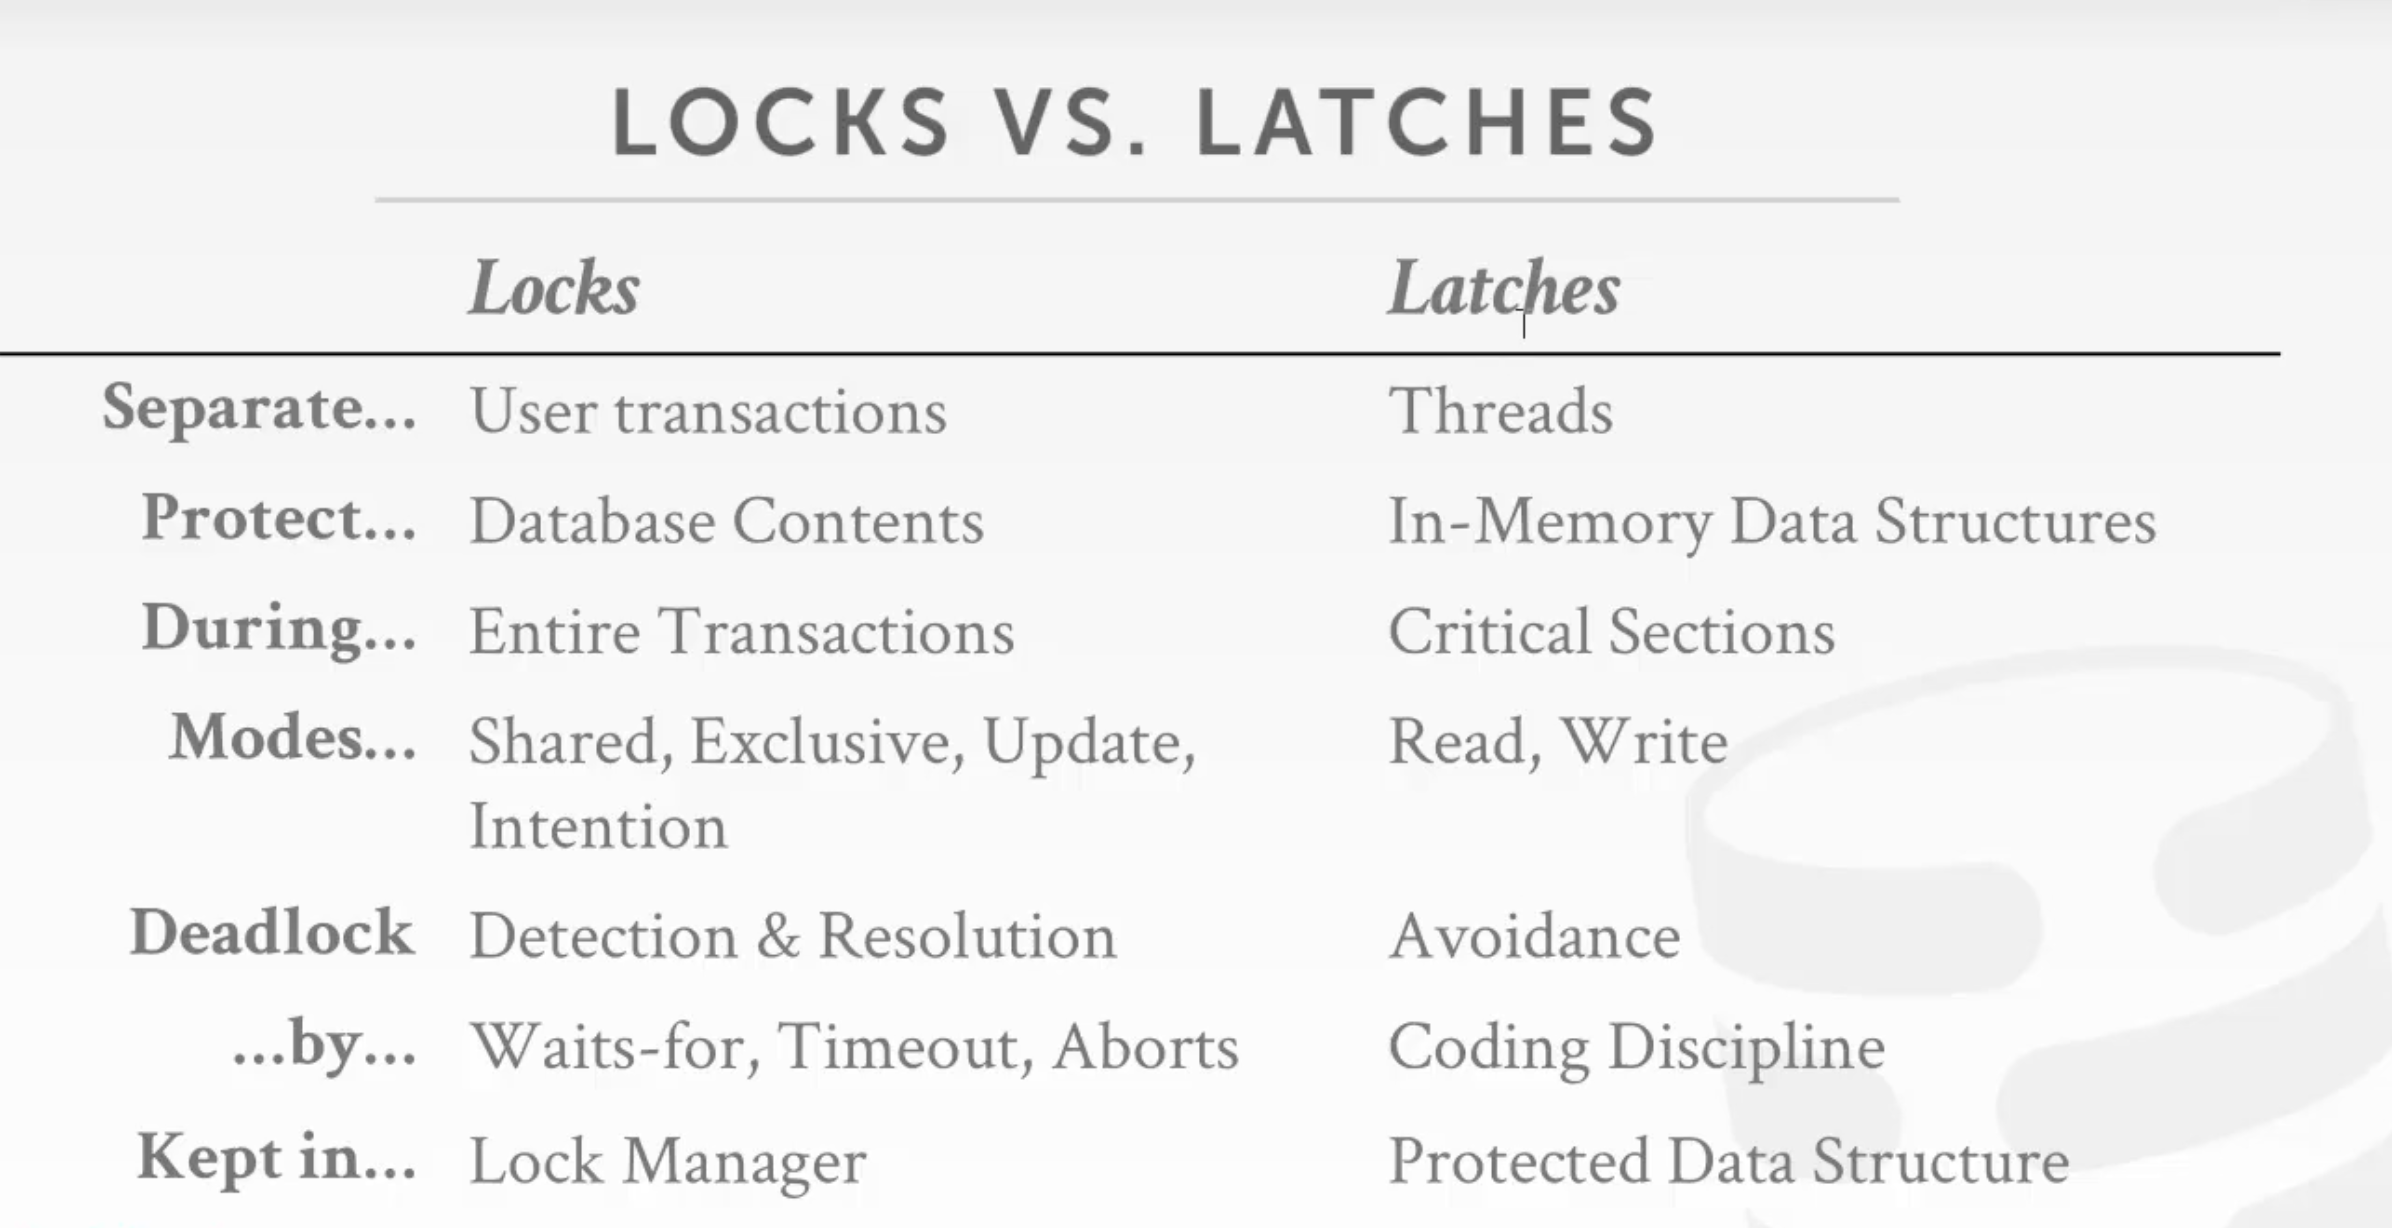 LOCKS VS. LATCHES
Locks Latches
Separate... User transactions Threads
Protect... Database Contents In-Memory Data Structures
During... Entire Transactions Critical Sections
Modes... Shared, Exclusive, Update, Read, Write
Intention
Deadlock Detection & Resolution Avoidance
...by... Waits-for, Timeout, Aborts Coding Discipline
Kept in... Lock Manager Protected Data Structure